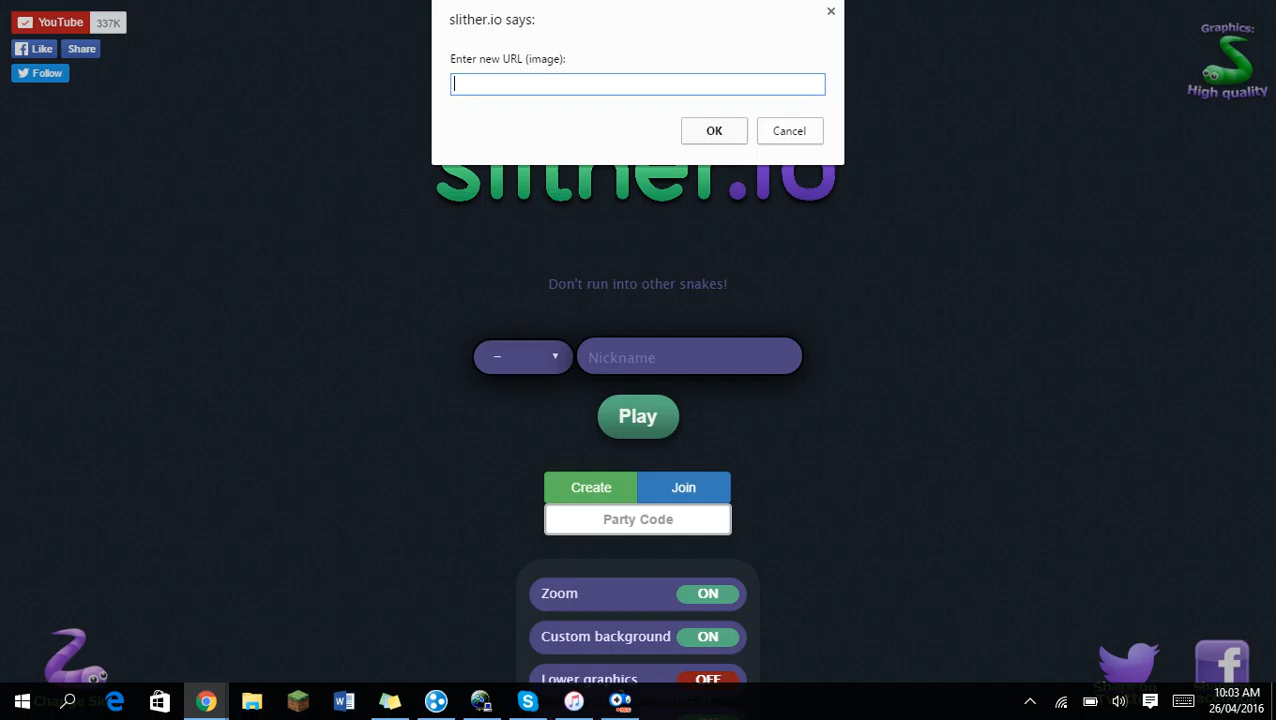 YouTube 337K
Like Share
Follow
slither.io says:
Enter new URL (image):
OK Cancel
Graphics:
High quality
slither.io
Don't run into other snakes!
– Nickname
Play
Create Join
Party Code
Zoom ON
Custom background ON
Lower graphics OFF
10:03 AM
26/04/2016